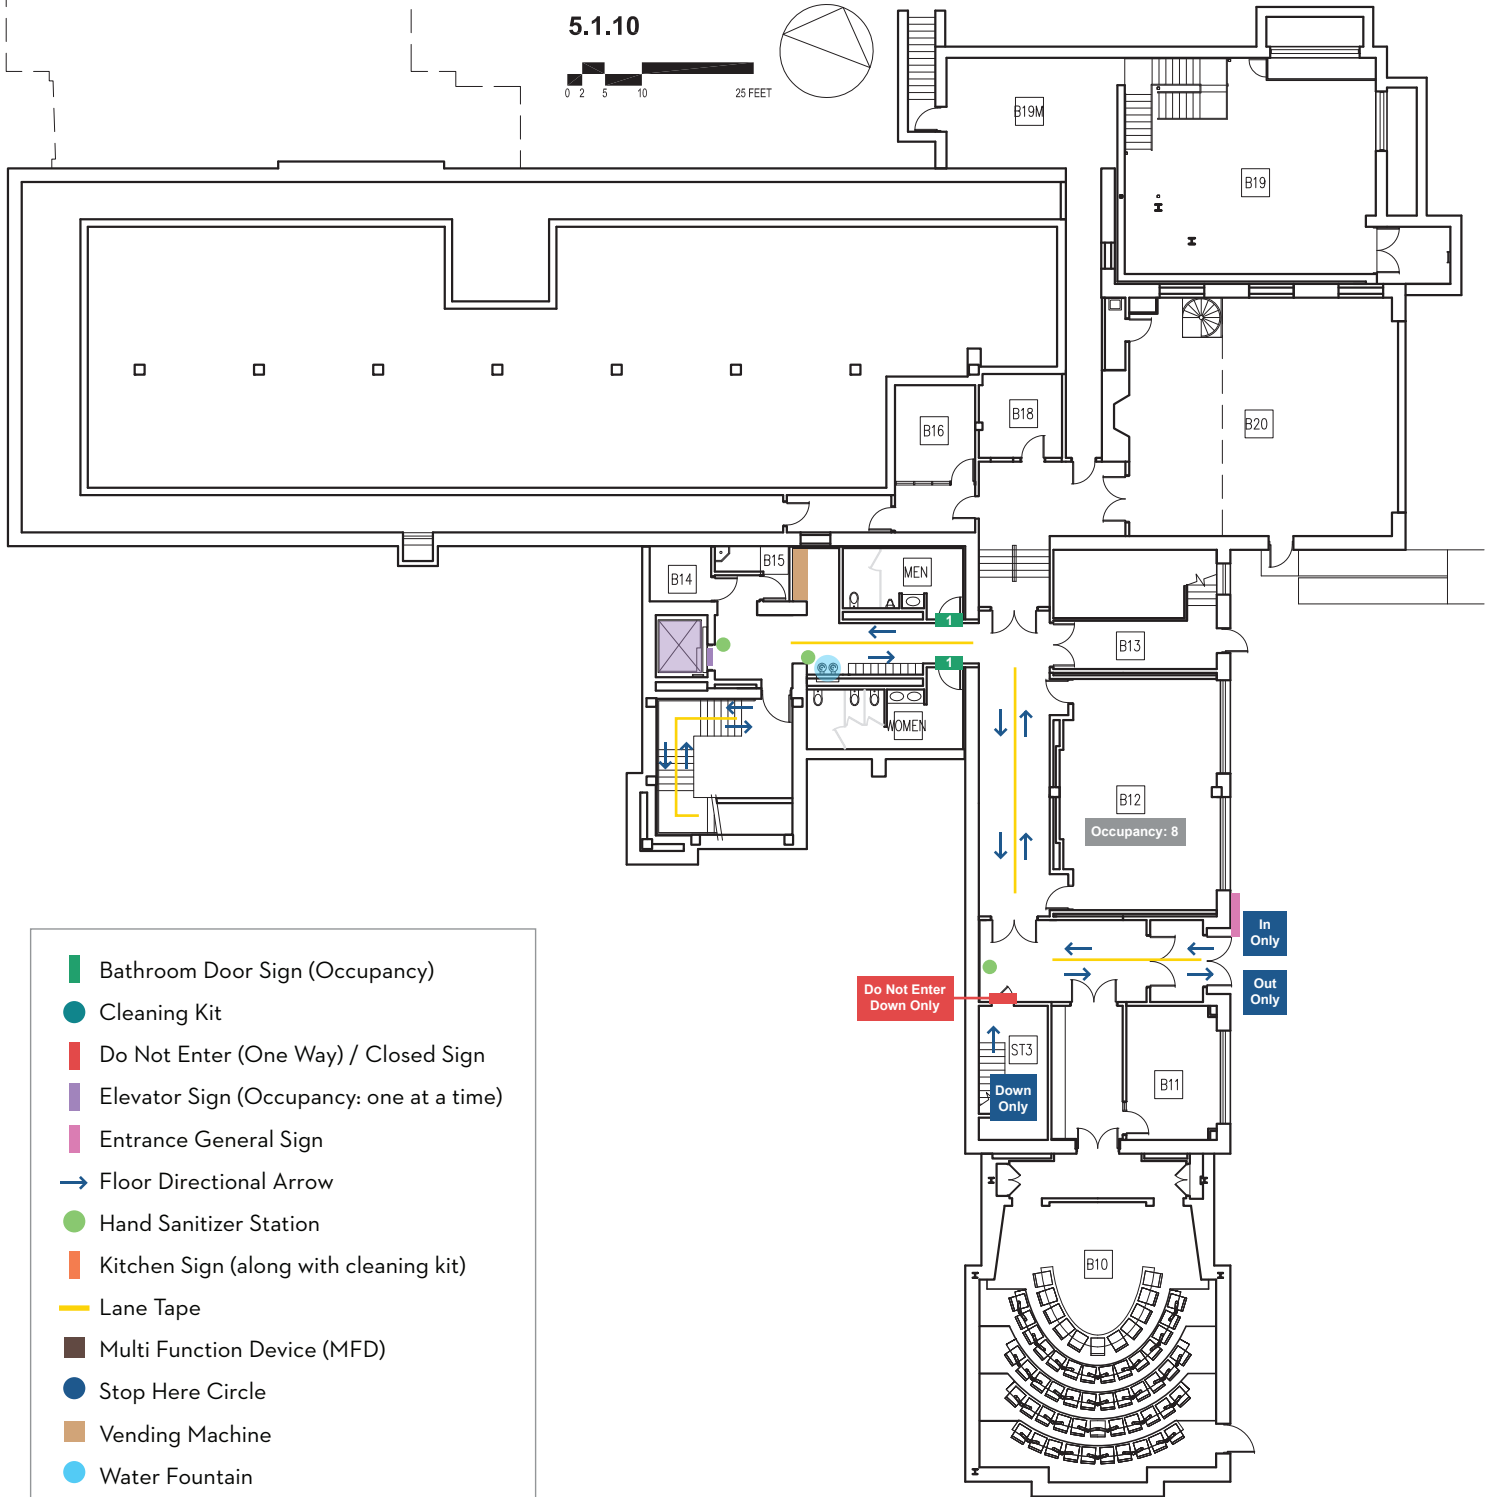 5.1.10
0 2 5 10 25 FEET
B19M
B19
B18
B16
B20
B15
B14
MEN
1
B13
1
WOMEN
B12
Occupancy: 8
In
Only
Out
Only
Do Not Enter
Down Only
ST3
Down
Only
B11
B10
Bathroom Door Sign (Occupancy)
Cleaning Kit
Do Not Enter (One Way) / Closed Sign
Elevator Sign (Occupancy: one at a time)
Entrance General Sign
Floor Directional Arrow
Hand Sanitizer Station
Kitchen Sign (along with cleaning kit)
Lane Tape
Multi Function Device (MFD)
Stop Here Circle
Vending Machine
Water Fountain